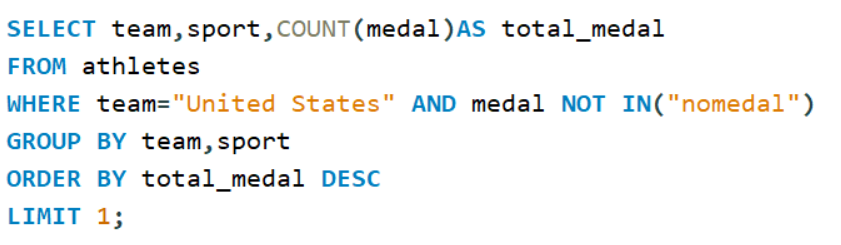 SELECT team,sport,COUNT(medal)AS total_medal
FROM athletes
WHERE team="United States" AND medal NOT IN("nomedal")
GROUP BY team,sport
ORDER BY total_medal DESC
LIMIT 1;